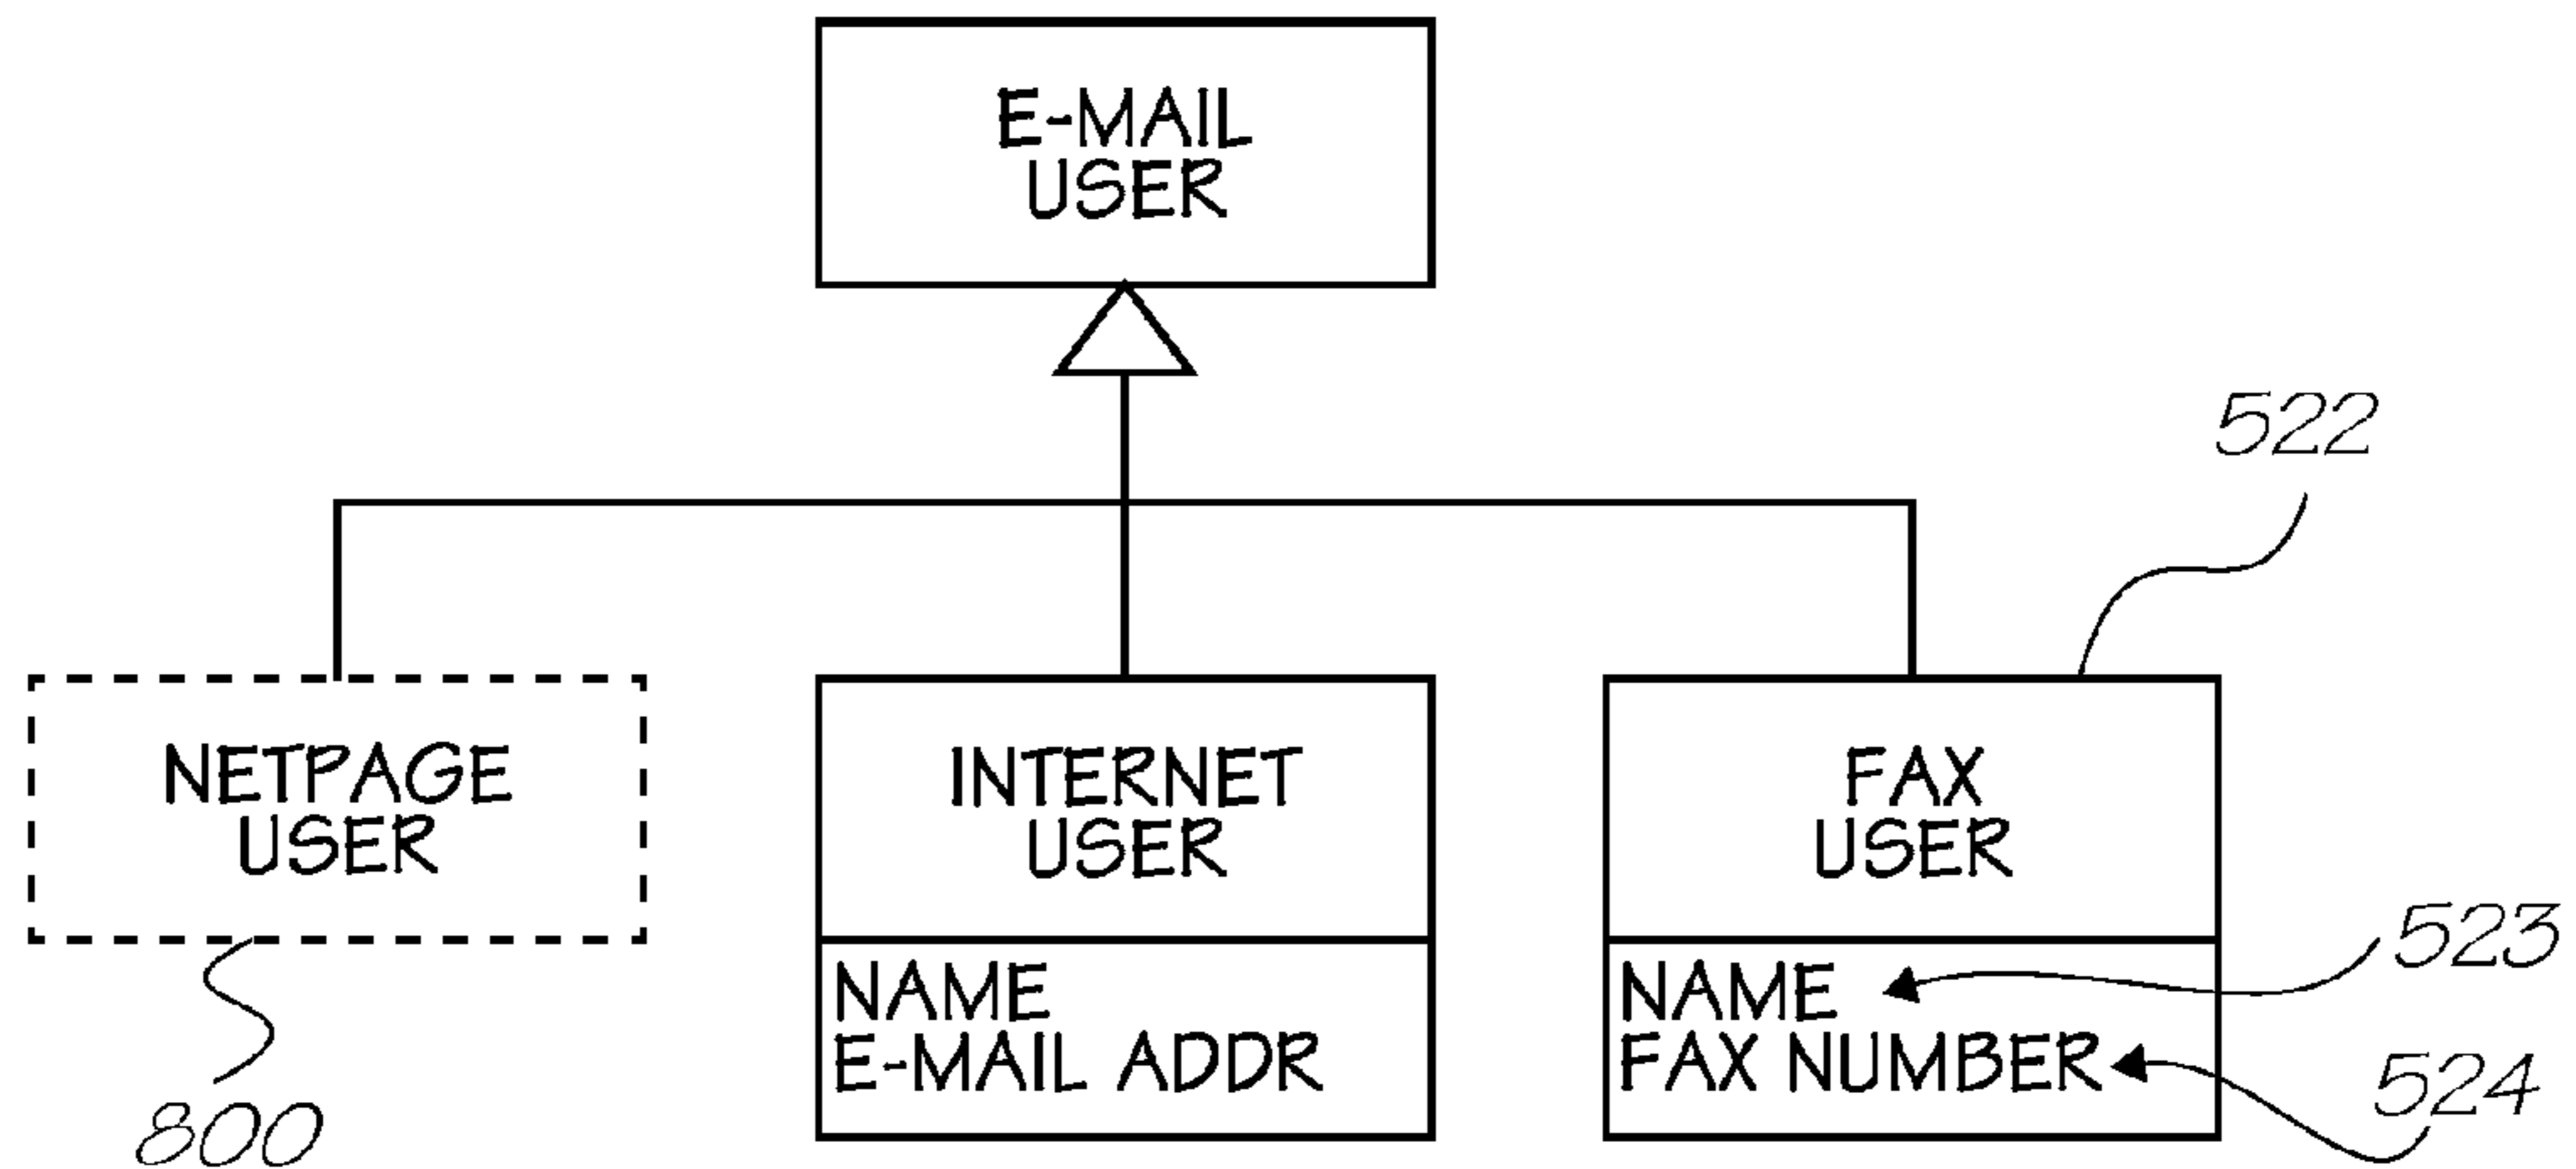 E-MAIL
USER
522
NETPAGE
USER
INTERNET
USER
FAX
USER
NAME
E-MAIL ADDR
NAME
FAX NUMBER
523
524
800